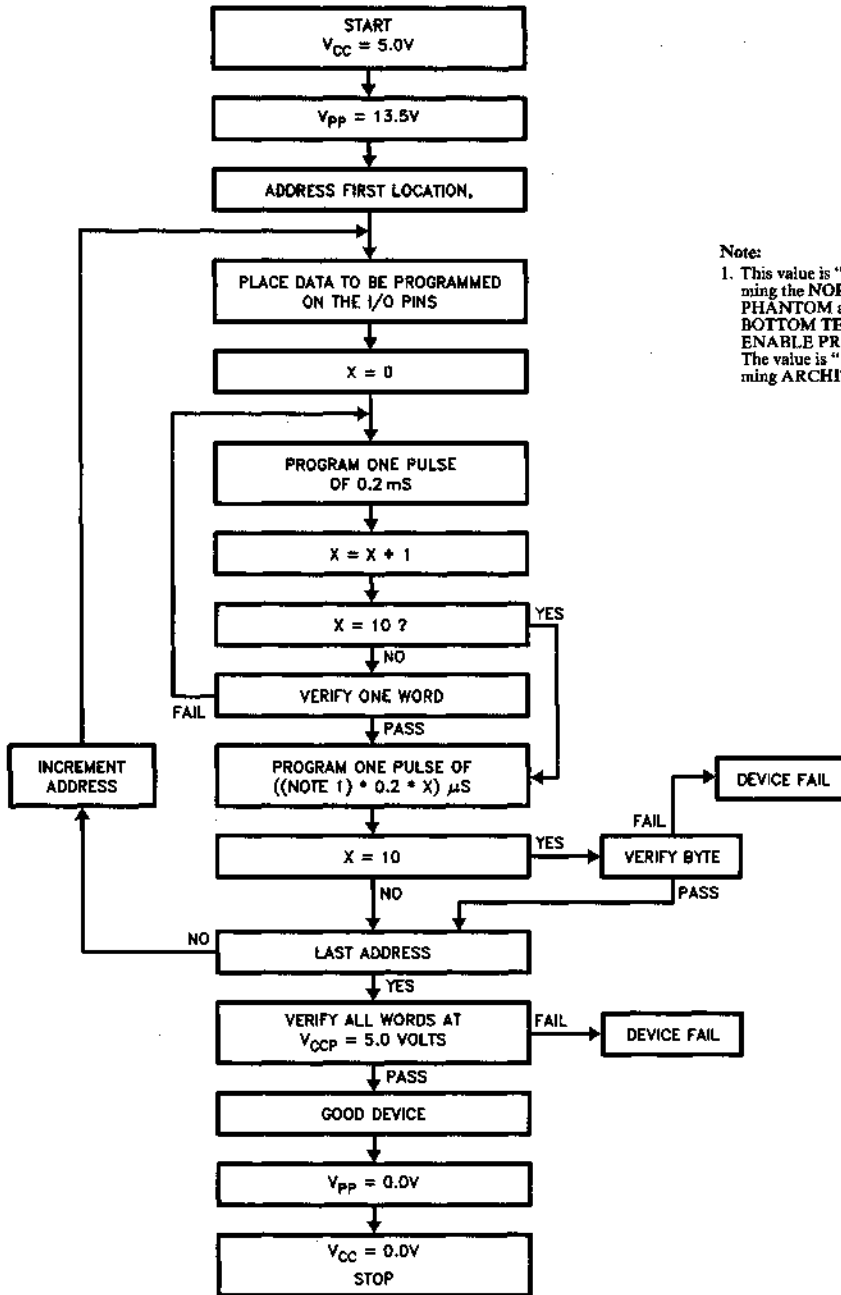 START
V_CC = 5.0V
V_PP = 13.5V
ADDRESS FIRST LOCATION.
PLACE DATA TO BE PROGRAMMED
ON THE I/O PINS
X = 0
PROGRAM ONE PULSE
OF 0.2 mS
X = X + 1
X = 10 ?
YES
NO
VERIFY ONE WORD
FAIL
PASS
PROGRAM ONE PULSE OF
((NOTE 1) * 0.2 * X) μS
INCREMENT
ADDRESS
X = 10
YES
NO
VERIFY BYTE
FAIL
DEVICE FAIL
PASS
LAST ADDRESS
NO
YES
VERIFY ALL WORDS AT
V_CCP = 5.0 VOLTS
FAIL
DEVICE FAIL
PASS
GOOD DEVICE
V_PP = 0.0V
V_CC = 0.0V
STOP
Note:
1. This value is "
ming the
PHANTOM
BOTTOM
ENABLE
The value is "
ming